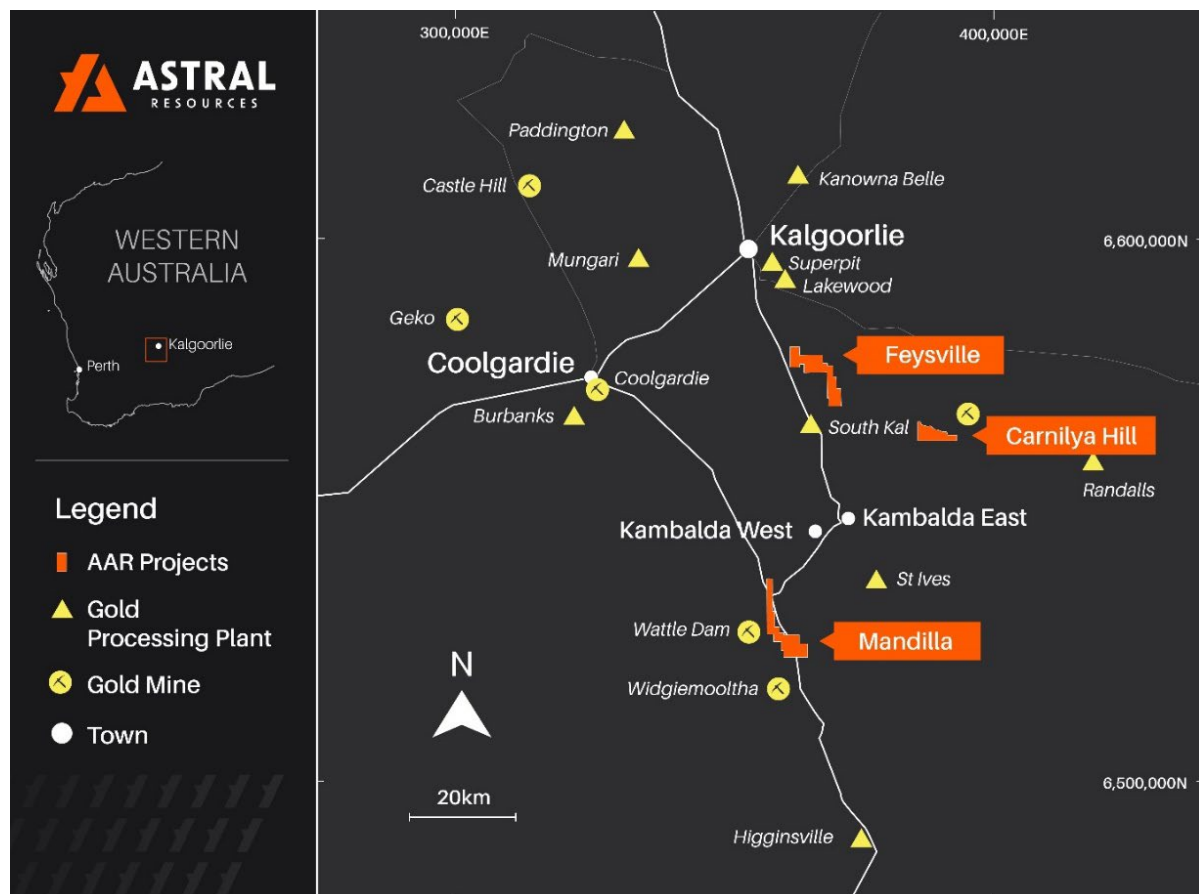 ASTRAL
RESOURCES
WESTERN
AUSTRALIA
Kalgoorlie
Perth
Legend
AAR Projects
Gold
Processing Plant
Gold Mine
Town
300,000E
400,000E
Paddington
Castle Hill
Kanowna Belle
Kalgoorlie
6,600,000N
Mungari
Superpit
Lakewood
Geko
Feysville
Coolgardie
Coolgardie
Burbanks
South Kal
Carnilya Hill
Randalls
Kambalda West
Kambalda East
St Ives
Wattle Dam
Mandilla
N
Widgiemooltha
20km
6,500,000N
Higginsville